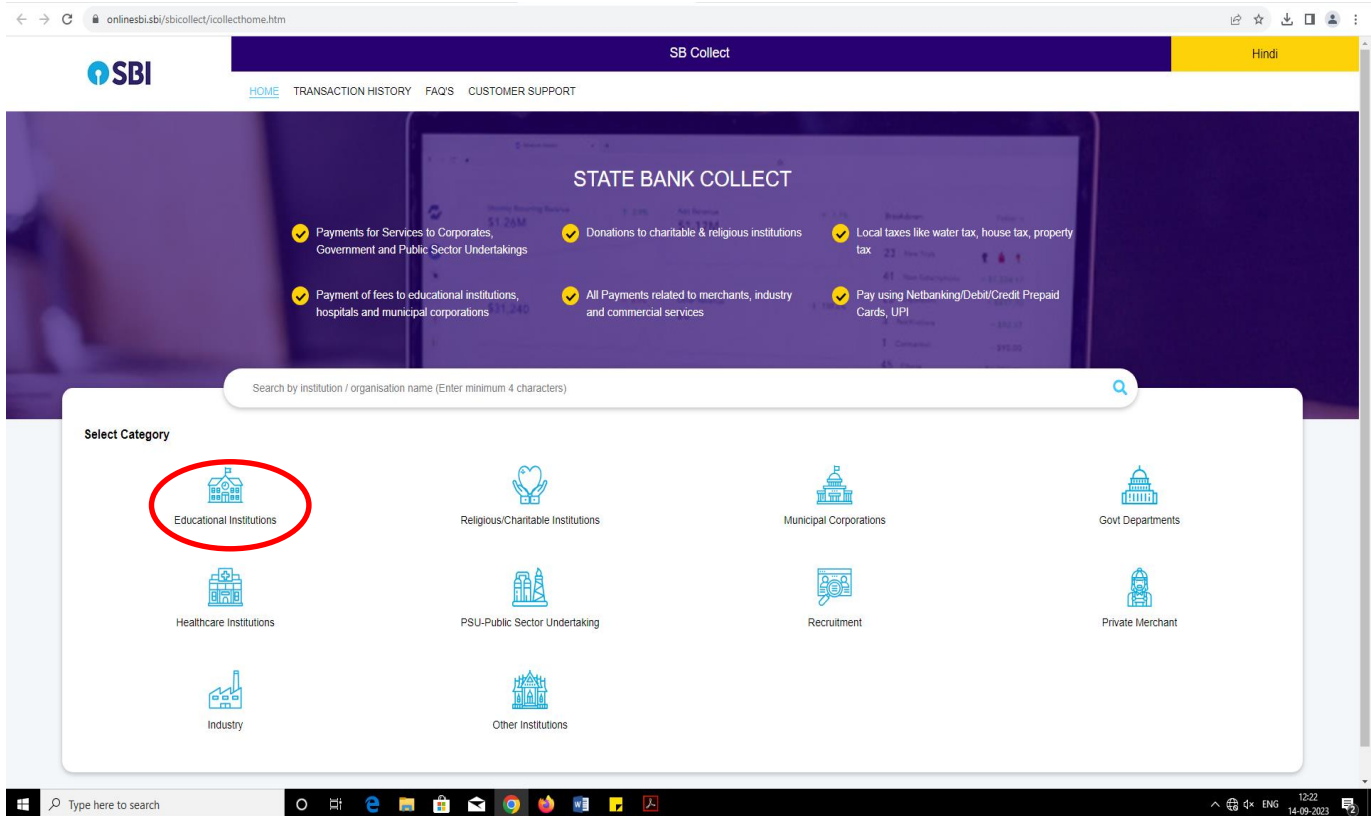 onlinesbi.sbi/sbicollect/icollecthome.htm
SBI
SB Collect
Hindi
HOME TRANSACTION HISTORY FAQ'S CUSTOMER SUPPORT
STATE BANK COLLECT
Payments for Services to Corporates,
Government and Public Sector Undertakings
Donations to charitable & religious institutions
Local taxes like water tax, house tax, property
tax
Payment of fees to educational institutions,
hospitals and municipal corporations
All Payments related to merchants, industry
and commercial services
Pay using Netbanking/Debit/Credit Prepaid
Cards, UPI
$1.26M
$31,240
Search by institution / organisation name (Enter minimum 4 characters)
Select Category
Educational Institutions
Religious/Charitable Institutions
Municipal Corporations
Govt Departments
Healthcare Institutions
PSU-Public Sector Undertaking
Recruitment
Private Merchant
Industry
Other Institutions
Type here to search
ENG
12:22
14-09-2023
2